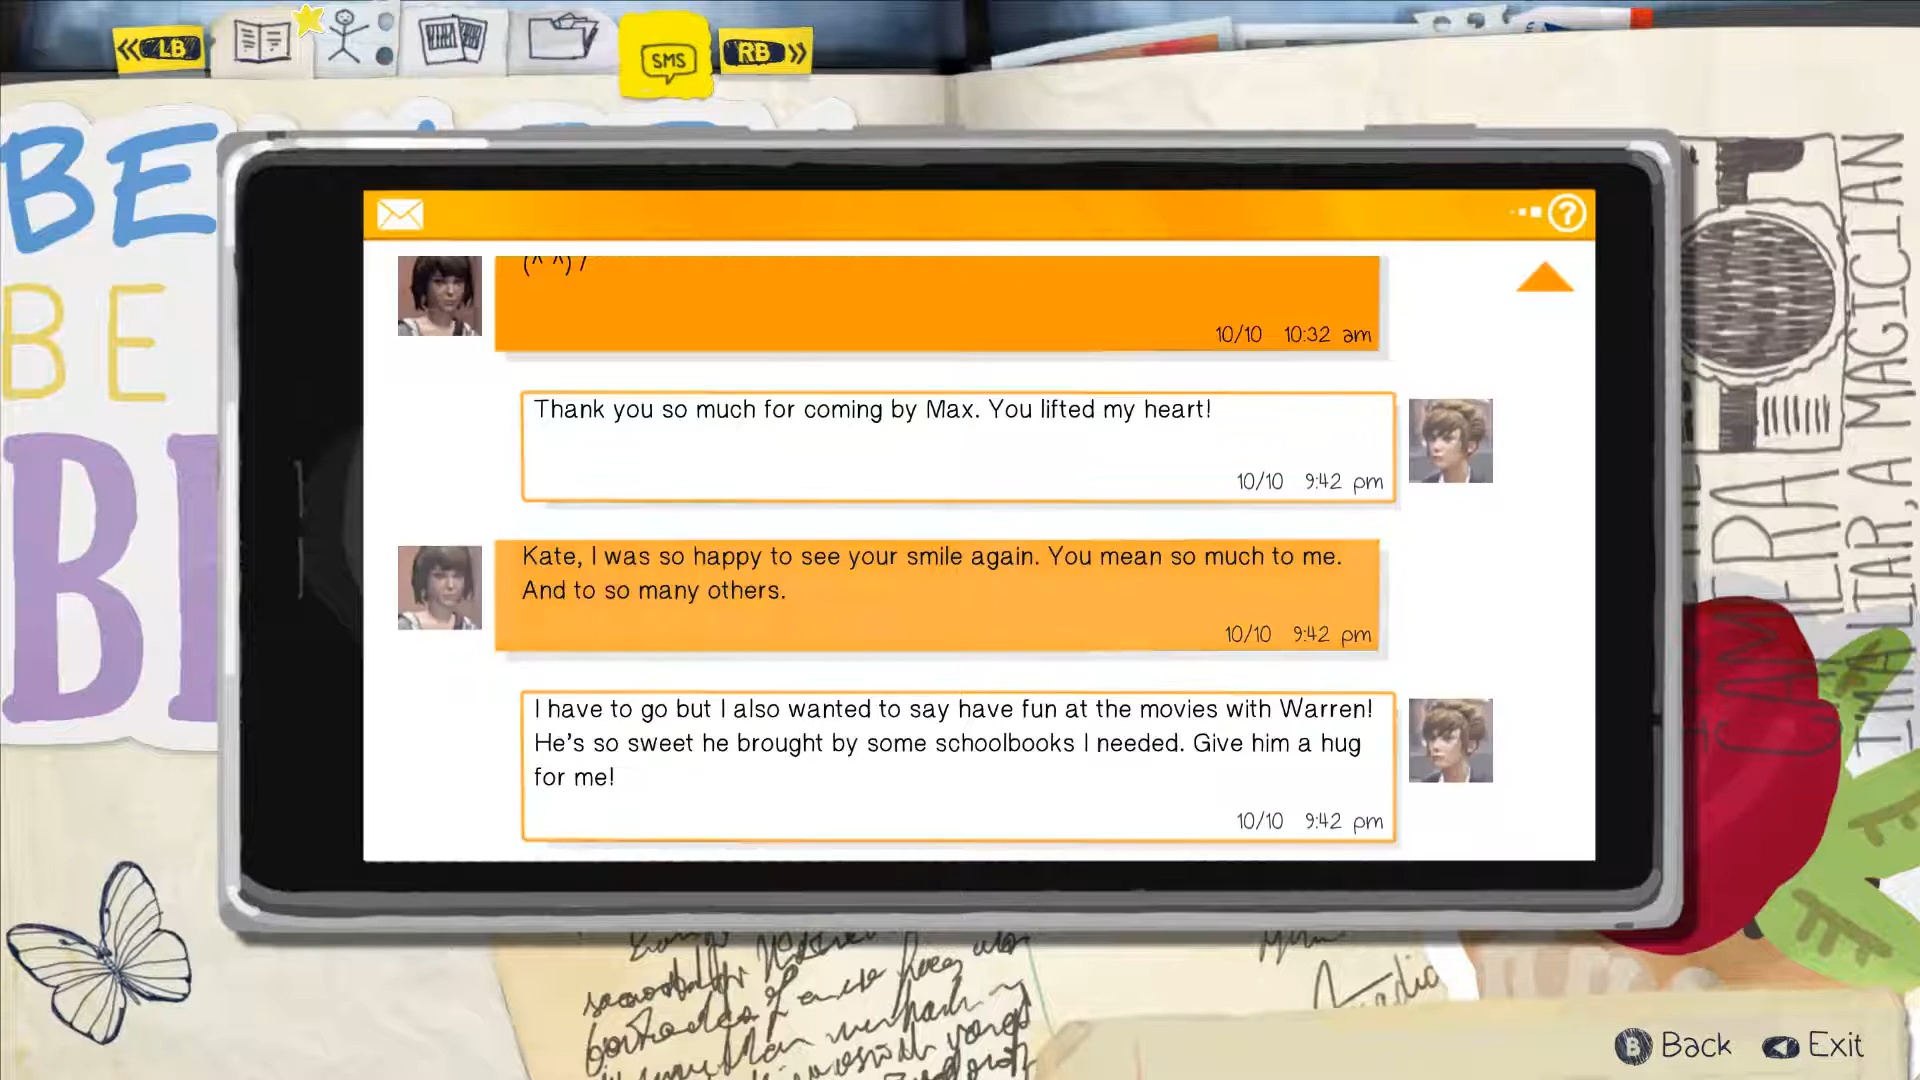 LB
SMS
RB
BE
BE
(^ ^) /
10/10 10:32 am
Thank you so much for coming by Max. You lifted my heart!
10/10 9:42 pm
Kate, I was so happy to see your smile again. You mean so much to me.
And to so many others.
10/10 9:42 pm
I have to go but I also wanted to say have fun at the movies with Warren!
He's so sweet he brought by some schoolbooks I needed. Give him a hug
for me!
10/10 9:42 pm
CAMERA
LIAR, A MAGICIAN
B Back
Exit